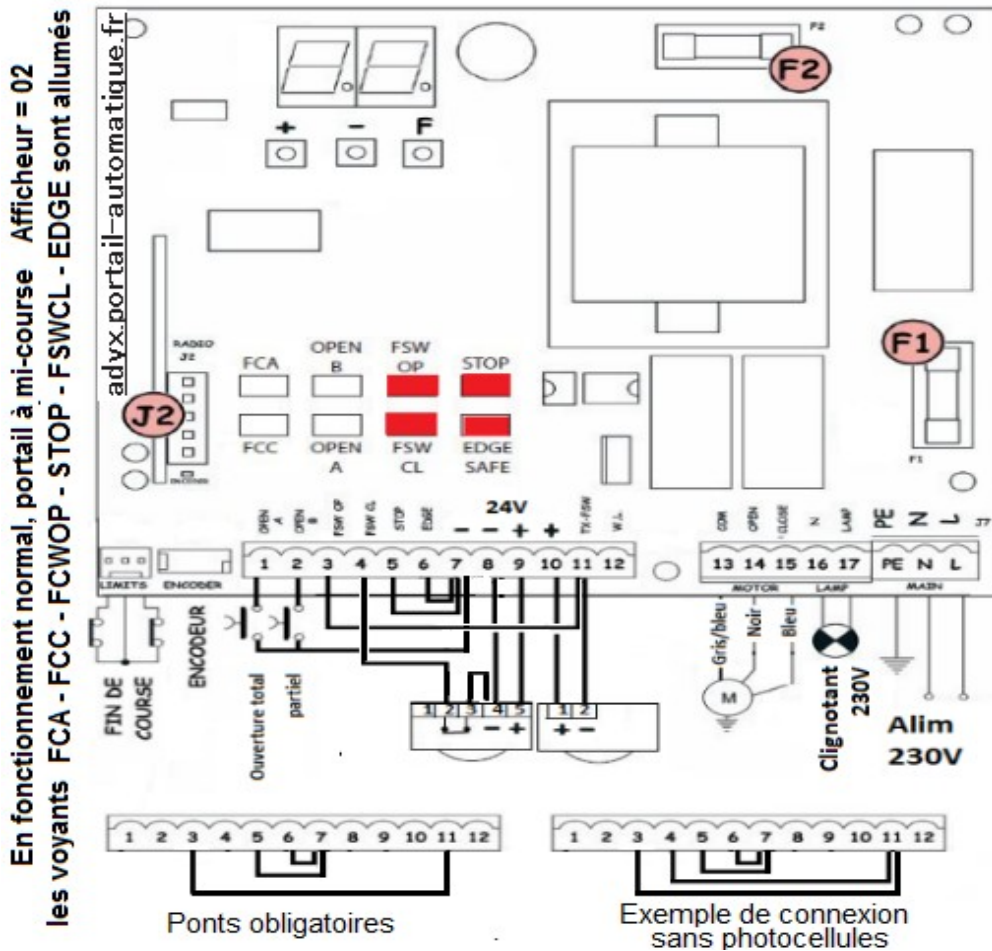 En fonctionnement normal, portail à mi-course Afficheur = 02
les voyants FCA - FCC - FCWOP - STOP - FSWCL - EDGE sont allumés
adyx.portail-automatique.fr
+ - F
F2
F2
F1
F1
RADIO
J2
J2
ENCODER
FCA
OPEN
B
FSW
OP
STOP
FCC
OPEN
A
FSW
CL
EDGE
SAFE
OPEN A
OPEN B
FSW OP
FSW CL
STOP
EDGE
24V
- - + +
TX-FSW
W.L.
COM
OPEN
CLOSE
N
LAMP
PE N L
J7
1 2 3 4 5 6 7 8 9 10 11 12
13 14 15 16 17
PE N L
LIMITS
ENCODER
MOTOR
LAMP
MAIN
FIN DE
COURSE
ENCODEUR
Ouverture total
partiel
1 2 3 4 5
- +
1 2
+ -
Gris/bleu
Noir
Bleu
M
Clignotant
230V
Alim
230V
1 2 3 4 5 6 7 8 9 10 11 12
Ponts obligatoires
1 2 3 4 5 6 7 8 9 10 11 12
Exemple de connexion
sans photocellules